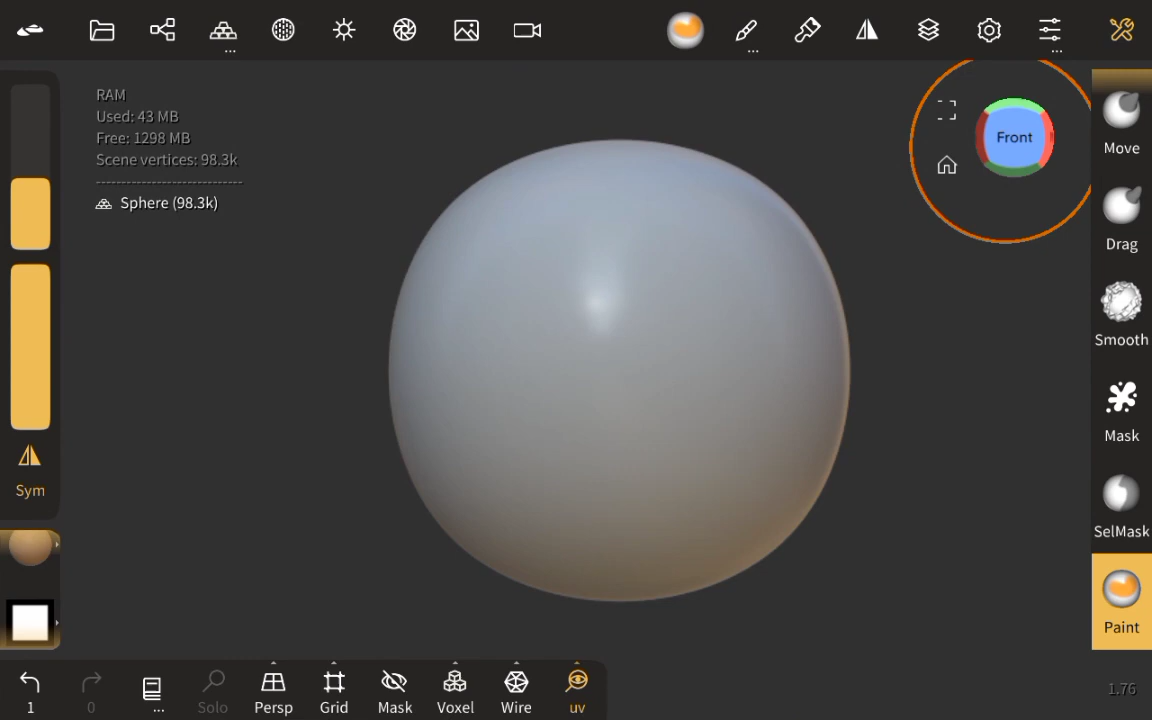 RAM
Used: 43 MB
Free: 1298 MB
Scene vertices: 98.3k
-----------------------------
Sphere (98.3k)
Front
Move
Drag
Smooth
Mask
SelMask
Paint
Sym
1
0
...
Solo
Persp
Grid
Mask
Voxel
Wire
uv
1.76